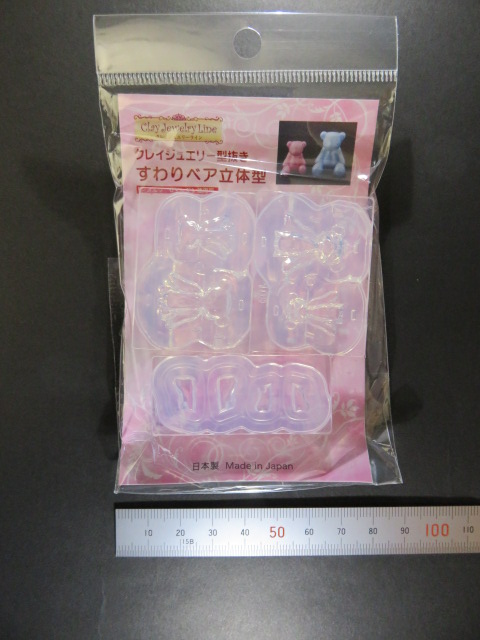 Clay Jewelry Line
クレイジュエリー型抜き
すわりベア立体型
日本製 Made in Japan
10 20 30 40 50 60 70 80 90 100 110
15B